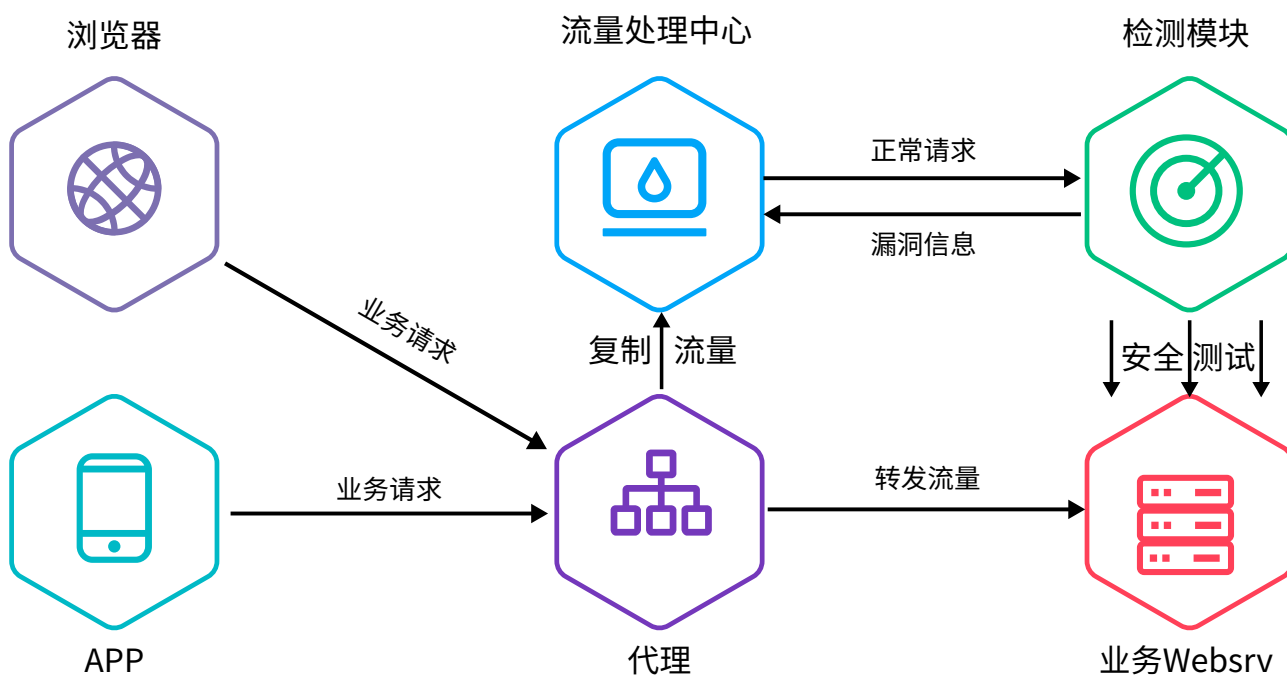 浏览器
流量处理中心
检测模块
正常请求
漏洞信息
业务请求
复制 流量
安全 测试
业务请求
转发流量
APP
代理
业务Websrv